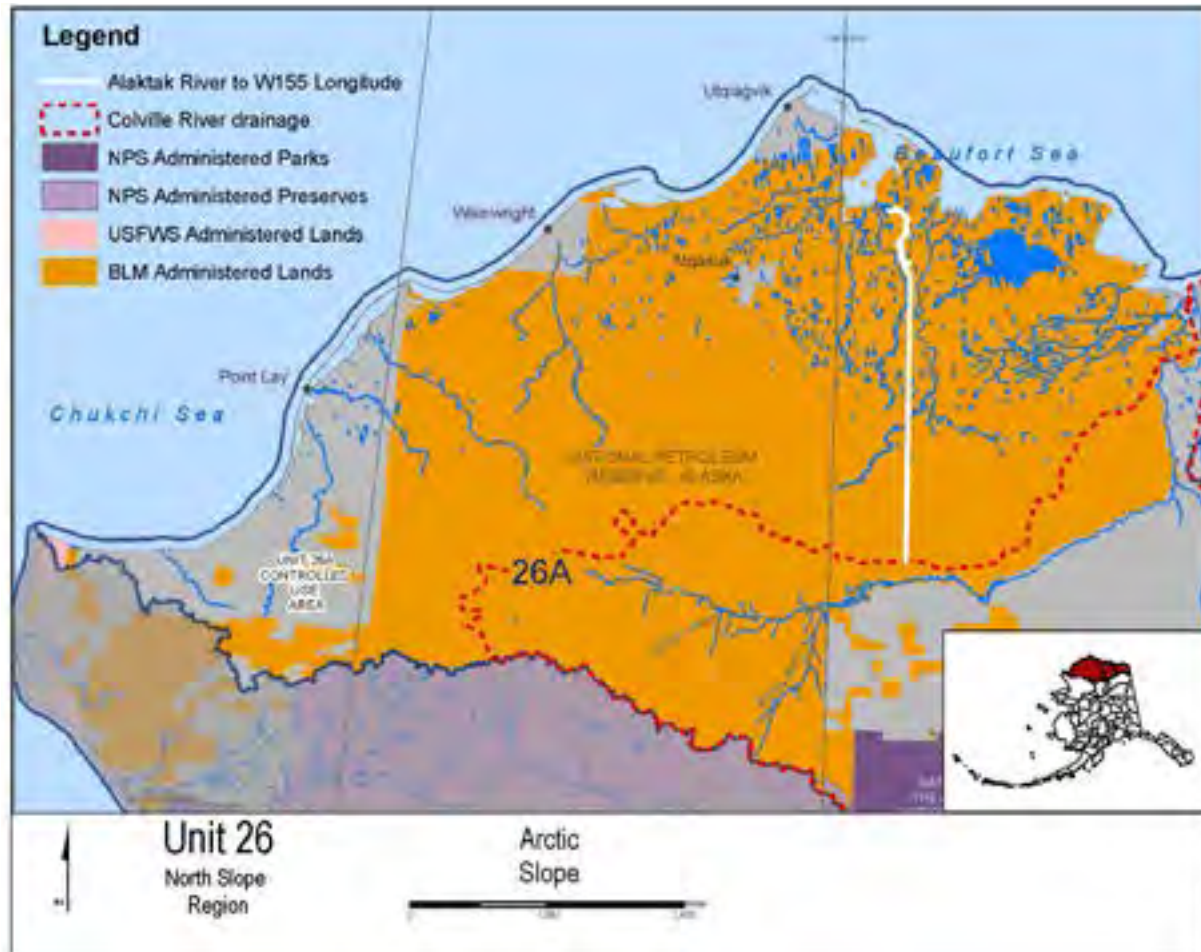 Legend
Alaktak River to W155 Longitude
Colville River drainage
NPS Administered Parks
NPS Administered Preserves
USFWS Administered Lands
BLM Administered Lands
Utqiagvik
Beaufort Sea
Wainwright
Atqasuk
Point Lay
Chukchi Sea
NATIONAL PETROLEUM
RESERVE - ALASKA
UNIT 26A
CONTROLLED
USE
AREA
26A
Unit 26
North Slope
Region
Arctic
Slope